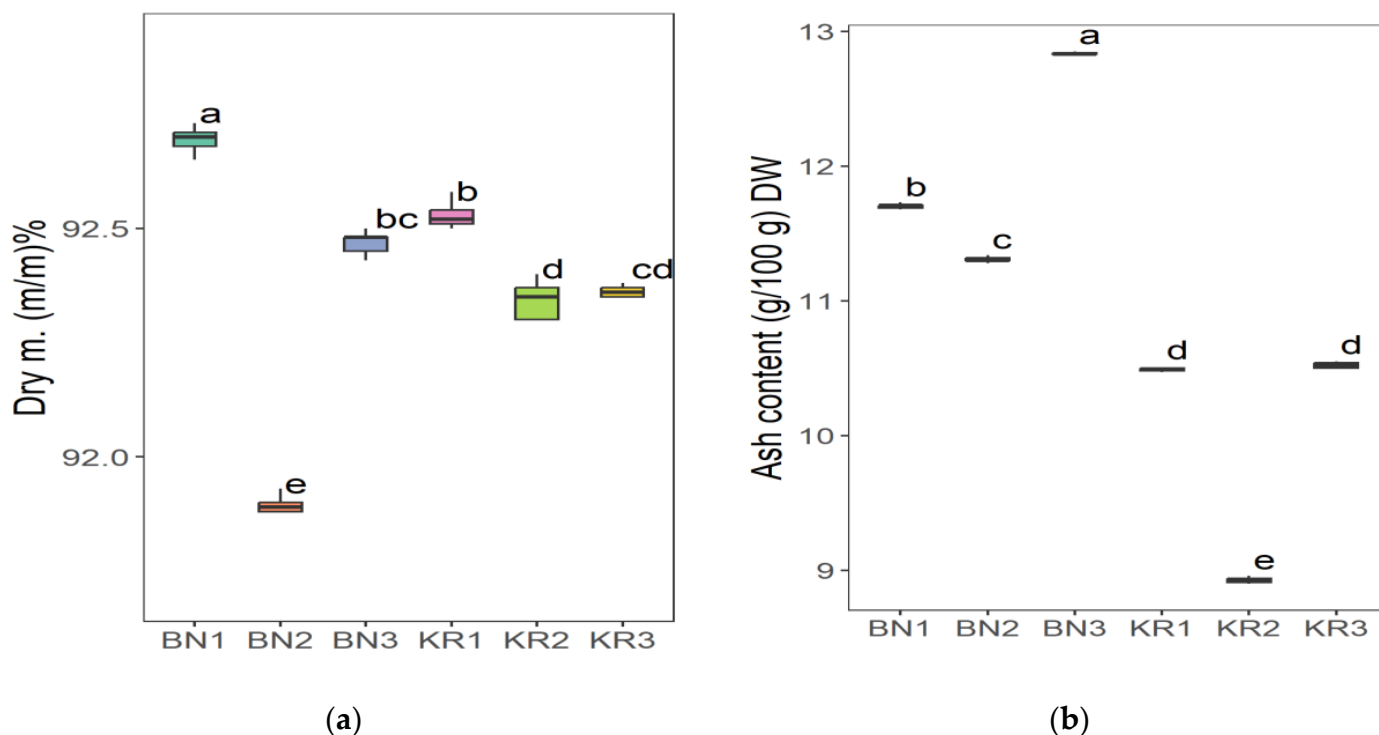 Dry m. (m/m)%
92.5
92.0
a
e
bc
b
d
cd
BN1 BN2 BN3 KR1 KR2 KR3
(a)
Ash content (g/100 g) DW
13
12
11
10
9
b
c
a
d
e
d
BN1 BN2 BN3 KR1 KR2 KR3
(b)